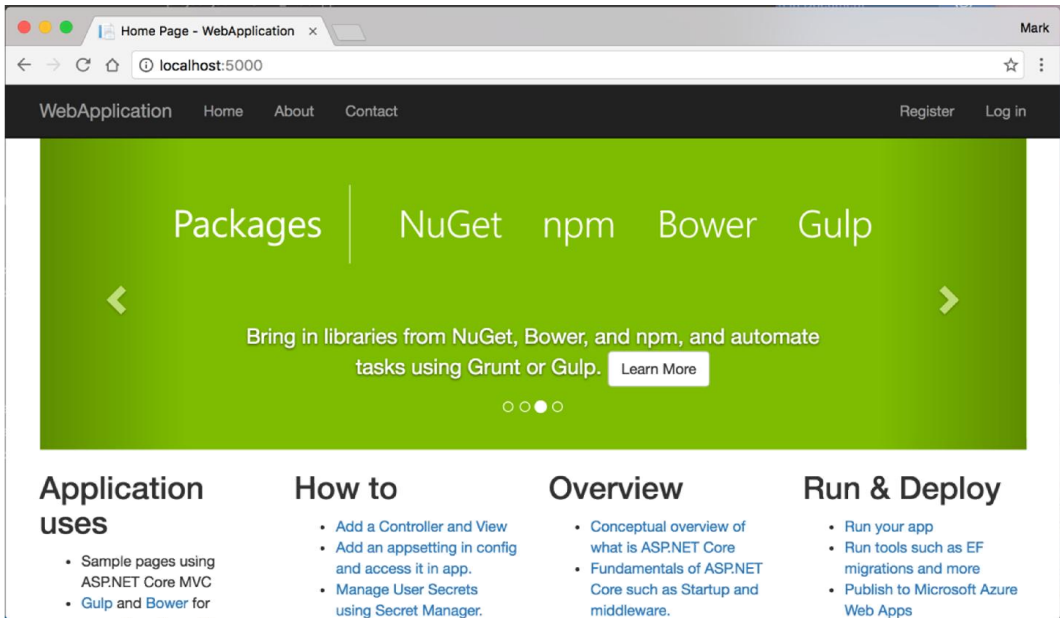 Home Page - WebApplication
Mark
localhost:5000
WebApplication Home About Contact Register Log in
Packages NuGet npm Bower Gulp
Bring in libraries from NuGet, Bower, and npm, and automate
tasks using Grunt or Gulp. Learn More
Application
uses
• Sample pages using
ASP.NET Core MVC
• Gulp and Bower for
How to
• Add a Controller and View
• Add an appsetting in config
and access it in app.
• Manage User Secrets
using Secret Manager.
Overview
• Conceptual overview of
what is ASP.NET Core
• Fundamentals of ASP.NET
Core such as Startup and
middleware.
Run & Deploy
• Run your app
• Run tools such as EF
migrations and more
• Publish to Microsoft Azure
Web Apps